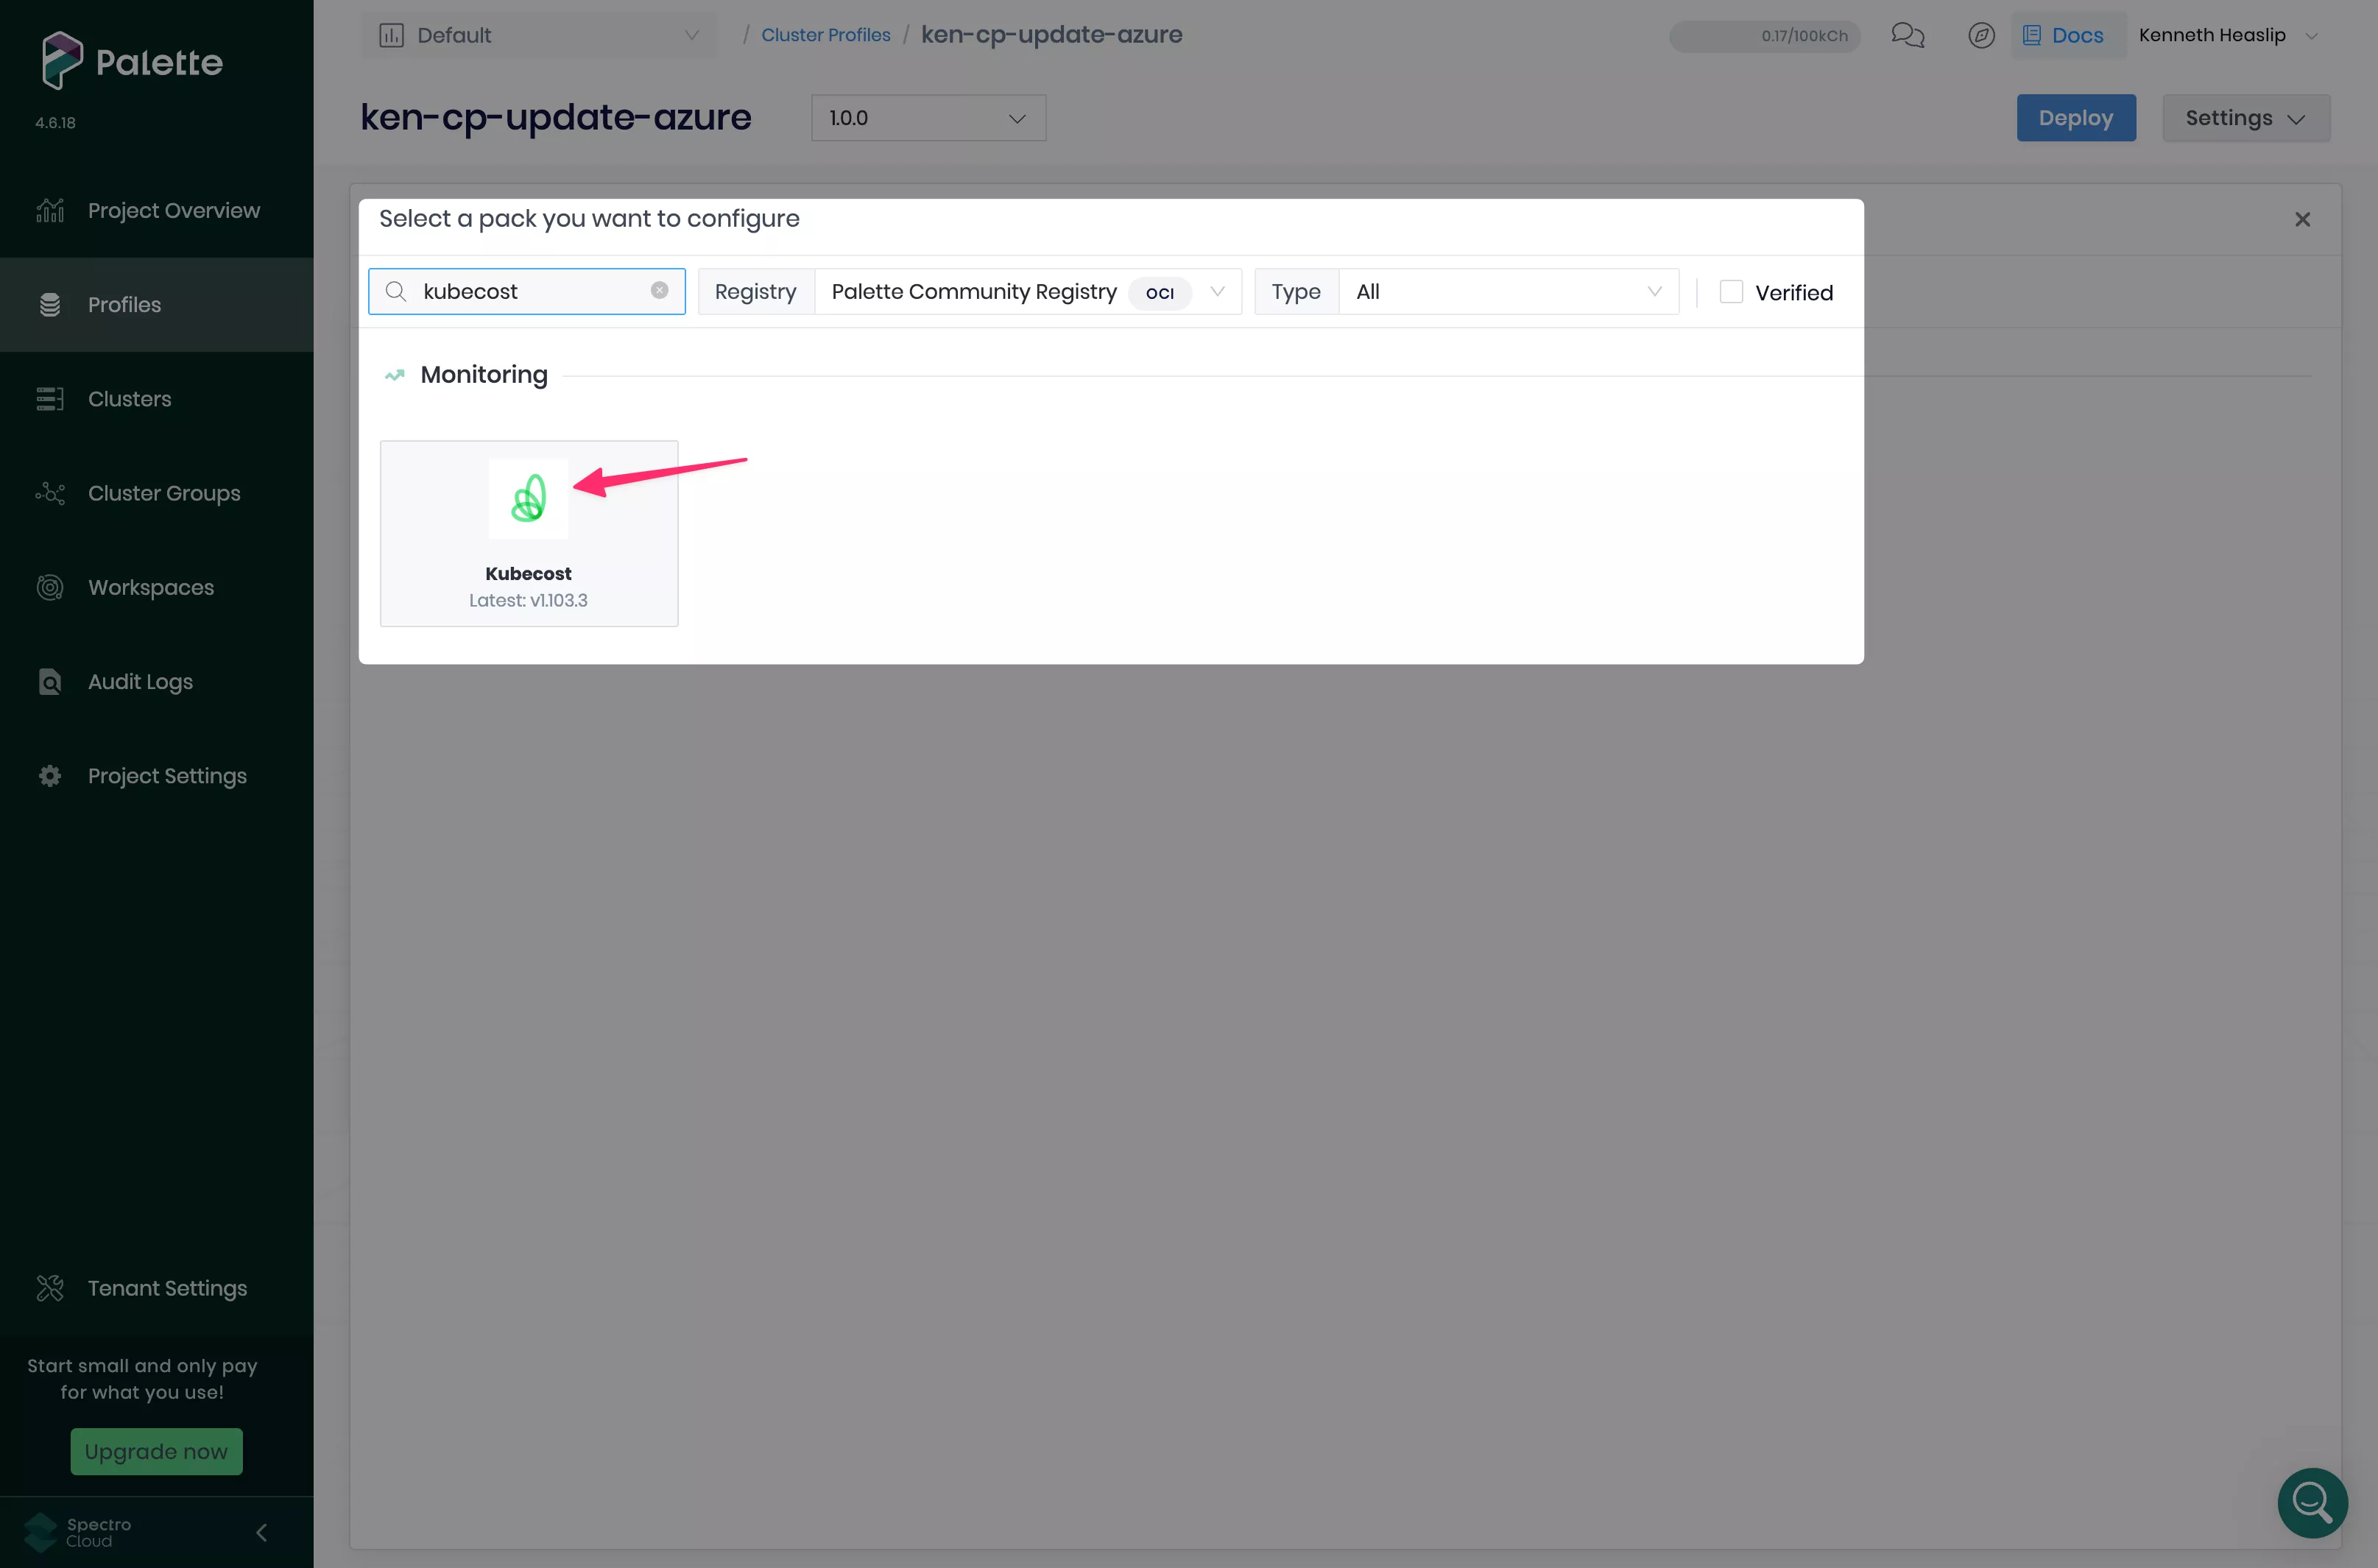 Palette
4.6.18
Project Overview
Profiles
Clusters
Cluster Groups
Workspaces
Audit Logs
Project Settings
Tenant Settings
Start small and only pay
for what you use!
Upgrade now
Spectro
Cloud
Default / Cluster Profiles / ken-cp-update-azure 0.17/100kCh Docs Kenneth Heaslip
ken-cp-update-azure 1.0.0 Deploy Settings
Select a pack you want to configure
kubecost Registry Palette Community Registry OCI Type All Verified
Monitoring
Kubecost
Latest: v1.103.3